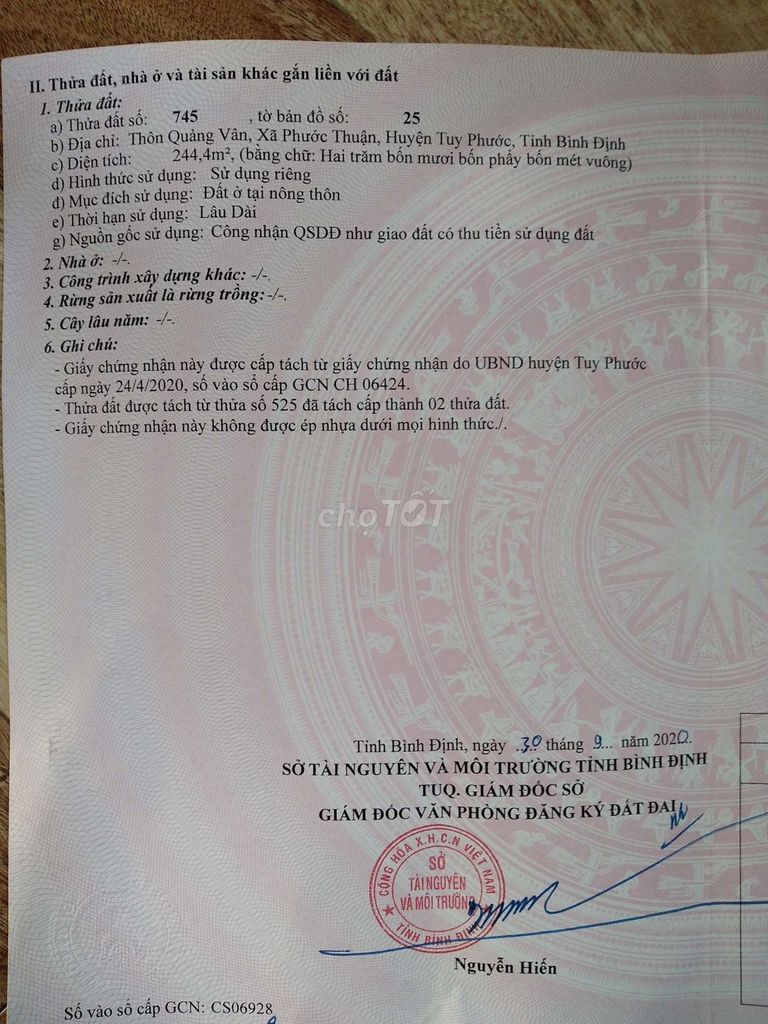 II. Thửa đất, nhà ở và tài sản khác gắn liền với đất
1. Thửa đất:
a) Thửa đất số: 745 , tờ bản đồ số: 25
b) Địa chỉ: Thôn Quảng Vân, Xã Phước Thuận, Huyện Tuy Phước, Tỉnh Bình Định
c) Diện tích: 244,4m², (bằng chữ: Hai trăm bốn mươi bốn phẩy bốn mét vuông)
d) Hình thức sử dụng: Sử dụng riêng
đ) Mục đích sử dụng: Đất ở tại nông thôn
e) Thời hạn sử dụng: Lâu Dài
g) Nguồn gốc sử dụng: Công nhận QSDĐ như giao đất có thu tiền sử dụng đất
2. Nhà ở: -/-.
3. Công trình xây dựng khác: -/-.
4. Rừng sản xuất là rừng trồng: -/-.
5. Cây lâu năm: -/-.
6. Ghi chú:
- Giấy chứng nhận này được cấp tách từ giấy chứng nhận do UBND huyện Tuy Phước
cấp ngày 24/4/2020, số vào sổ cấp GCN CH 06424.
- Thửa đất được tách từ thửa số 525 đã tách cấp thành 02 thửa đất.
- Giấy chứng nhận này không được ép nhựa dưới mọi hình thức./.
chợTỐT
Tỉnh Bình Định, ngày 30 tháng 9 năm 2020.
SỞ TÀI NGUYÊN VÀ MÔI TRƯỜNG TỈNH BÌNH ĐỊNH
TUQ. GIÁM ĐỐC SỞ
GIÁM ĐỐC VĂN PHÒNG ĐĂNG KÝ ĐẤT ĐAI
CỘNG HÒA X.H.C.N VIỆT NAM
SỞ
TÀI NGUYÊN
VÀ MÔI TRƯỜNG
TỈNH BÌNH ĐỊNH
Nguyễn Hiến
Số vào sổ cấp GCN: CS06928